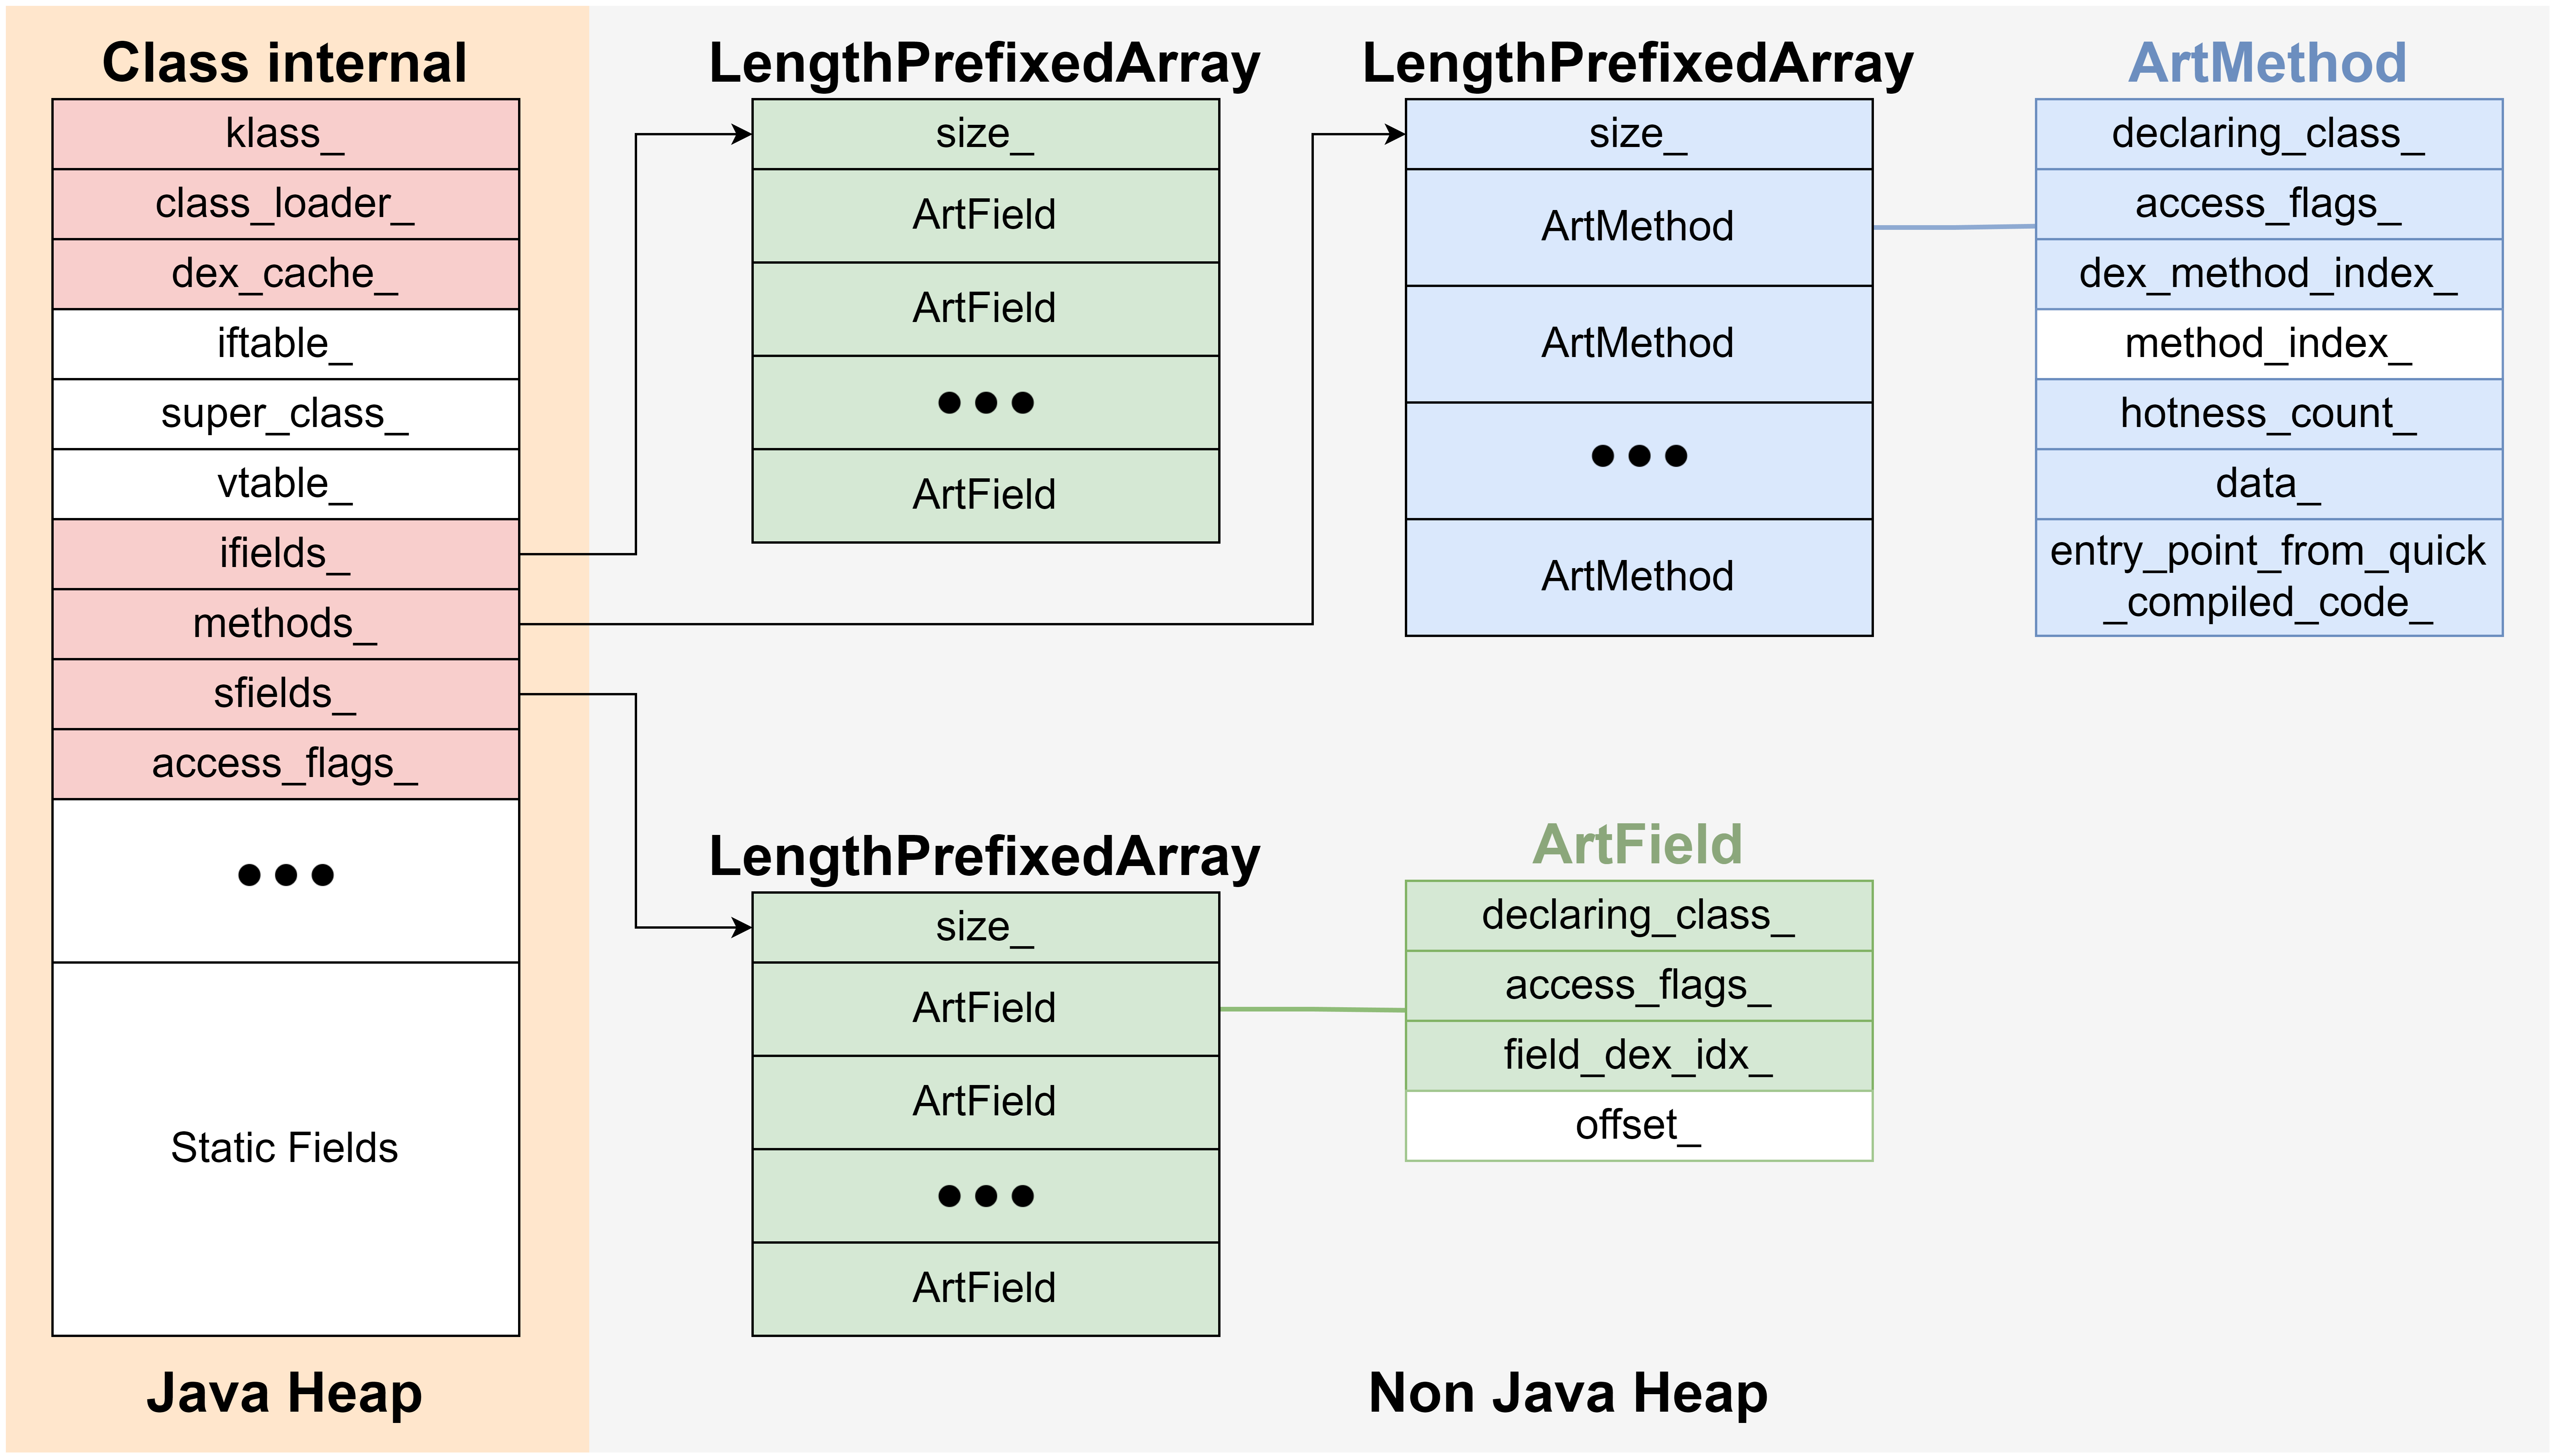 Class internal
klass_
class_loader_
dex_cache_
iftable_
super_class_
vtable_
ifields_
methods_
sfields_
access_flags_
Static Fields
Java Heap
LengthPrefixedArray
size_
ArtField
ArtField
ArtField
LengthPrefixedArray
size_
ArtMethod
ArtMethod
ArtMethod
ArtMethod
declaring_class_
access_flags_
dex_method_index_
method_index_
hotness_count_
data_
entry_point_from_quick
_compiled_code_
LengthPrefixedArray
size_
ArtField
ArtField
ArtField
ArtField
declaring_class_
access_flags_
field_dex_idx_
offset_
Non Java Heap